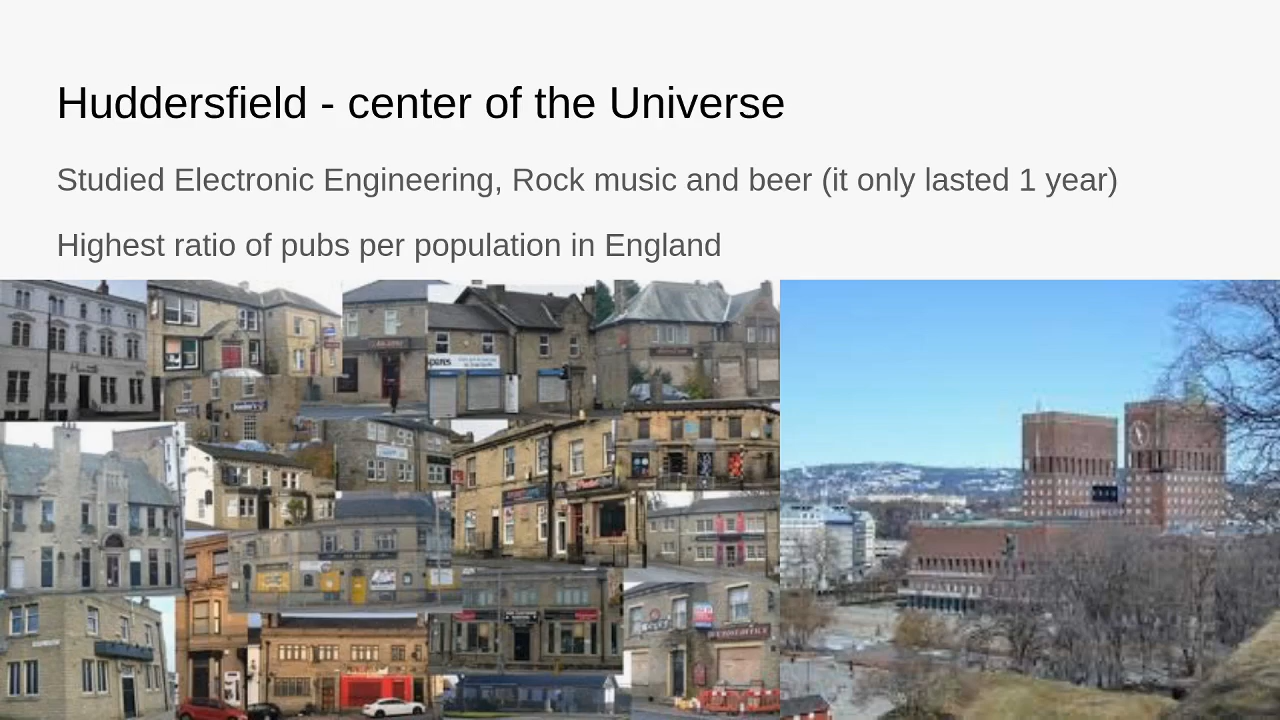 Huddersfield - center of the Universe
Studied Electronic Engineering, Rock music and beer (it only lasted 1 year)
Highest ratio of pubs per population in England